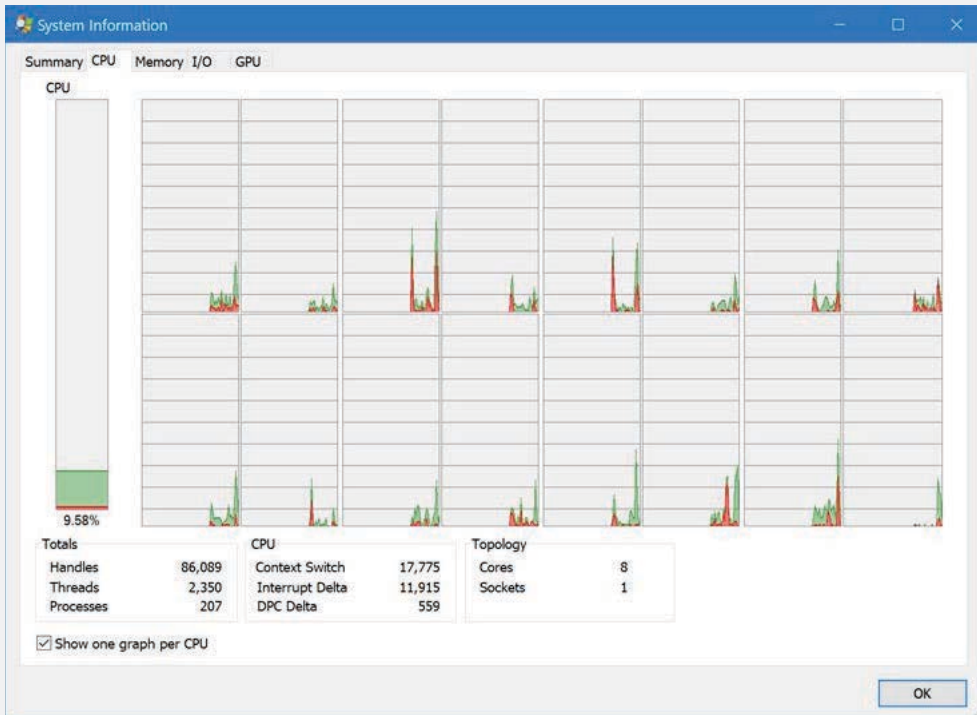 System Information
Summary CPU Memory I/O GPU
CPU
9.58%
Totals
Handles 86,089
Threads 2,350
Processes 207
CPU
Context Switch 17,775
Interrupt Delta 11,915
DPC Delta 559
Topology
Cores 8
Sockets 1
Show one graph per CPU
OK